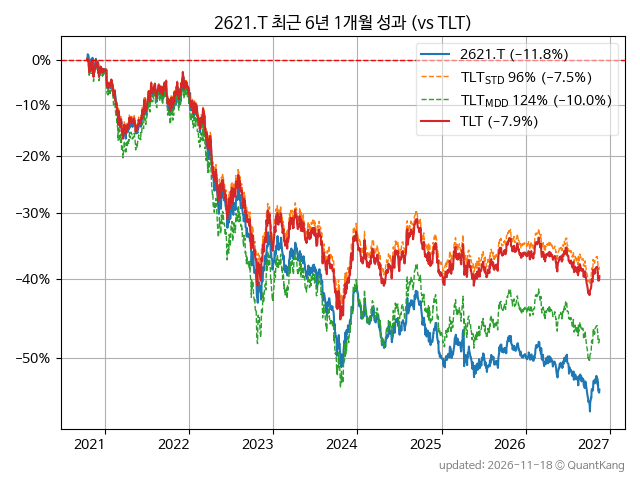 2621.T 최근 6년 1개월 성과 (vs TLT)
2621.T (−11.8%)
TLT_STD 96% (−7.5%)
TLT_MDD 124% (−10.0%)
TLT (−7.9%)
0%
−10%
−20%
−30%
−40%
−50%
2021 2022 2023 2024 2025 2026 2027
updated: 2026-11-18 © QuantKang